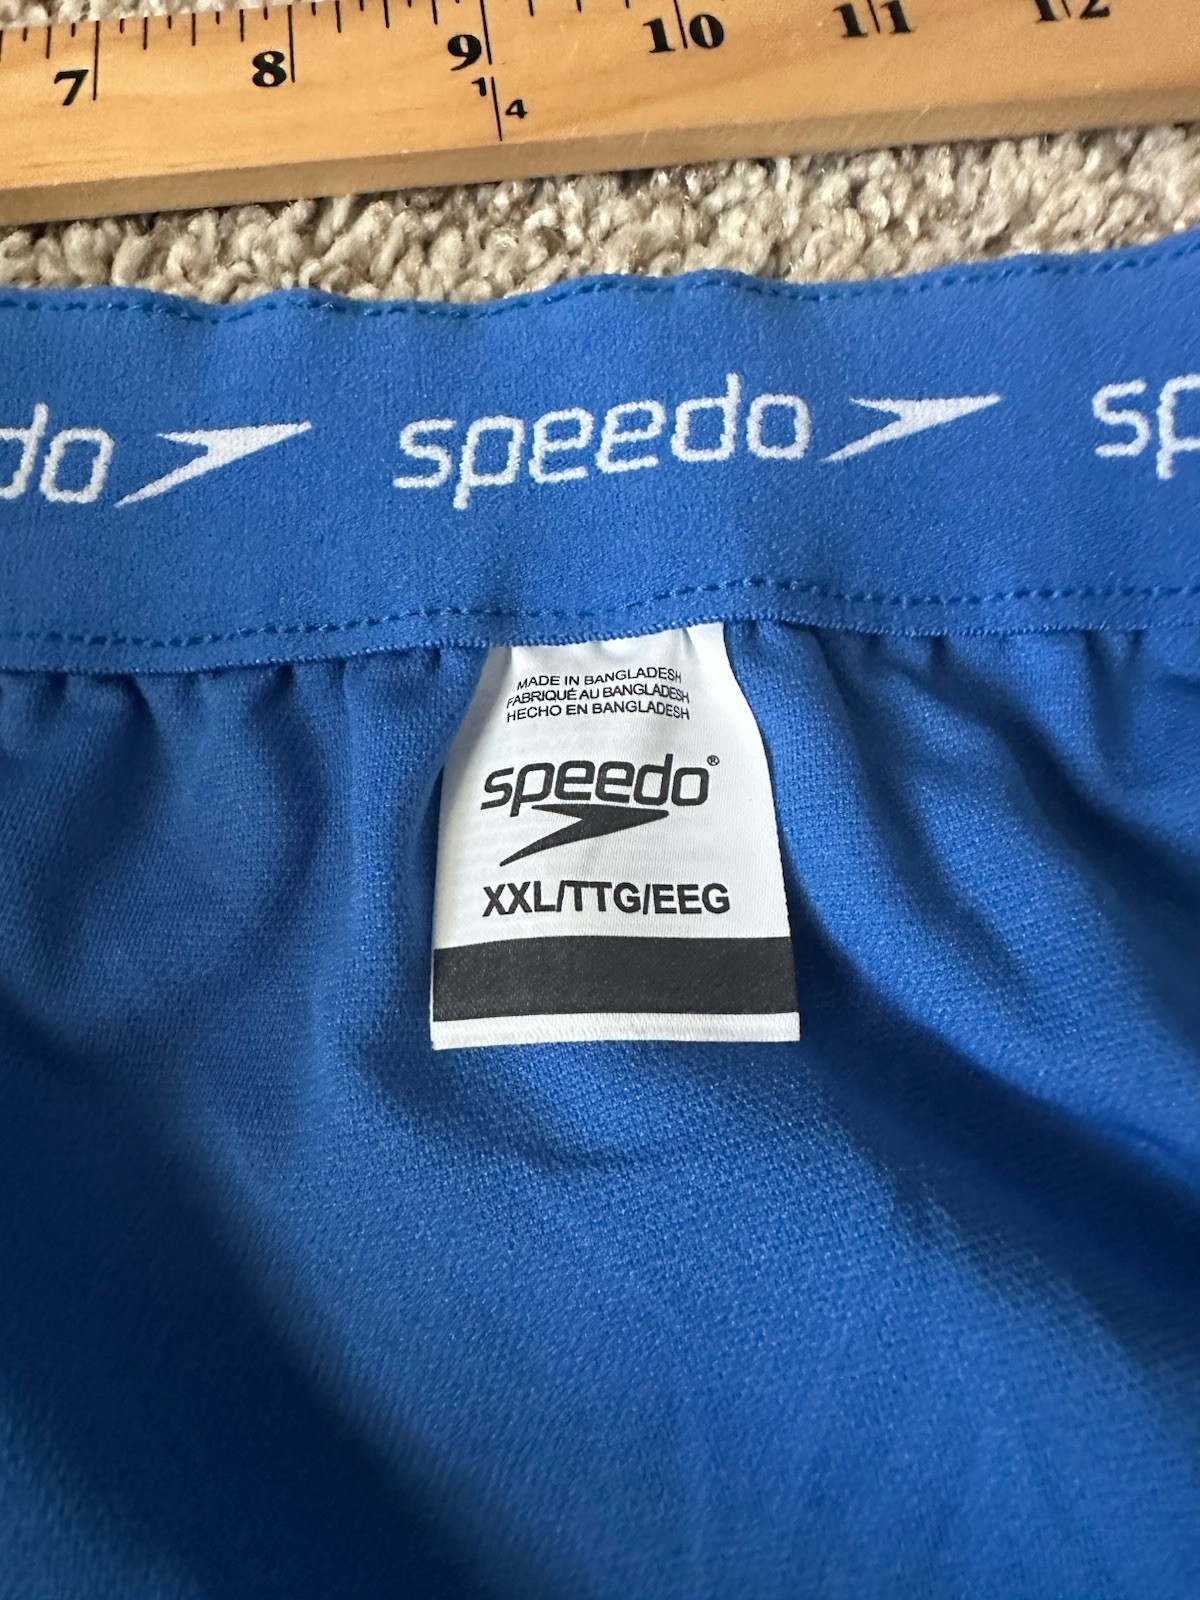 7 8 9 10 11 12
1 4
do speedo sp
MADE IN BANGLADESH
FABRIQUÉ AU BANGLADESH
HECHO EN BANGLADESH
speedo®
XXL/TTG/EEG